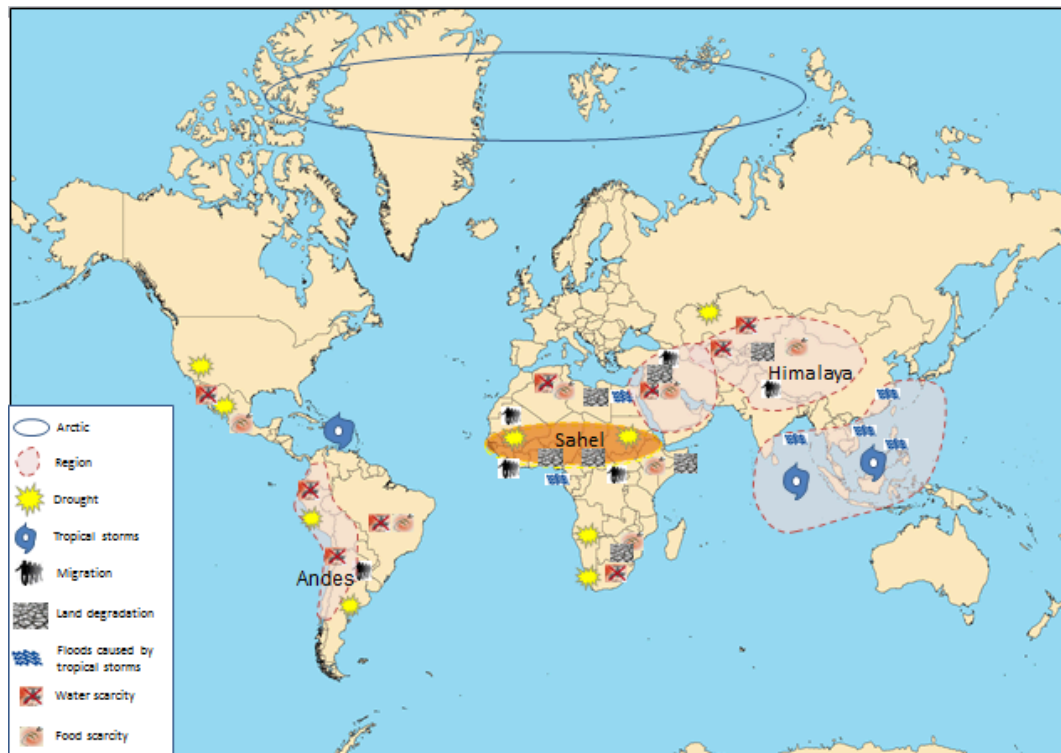 Himalaya
Sahel
Andes
Arctic
Region
Drought
Tropical storms
Migration
Land degradation
Floods caused by
tropical storms
Water scarcity
Food scarcity